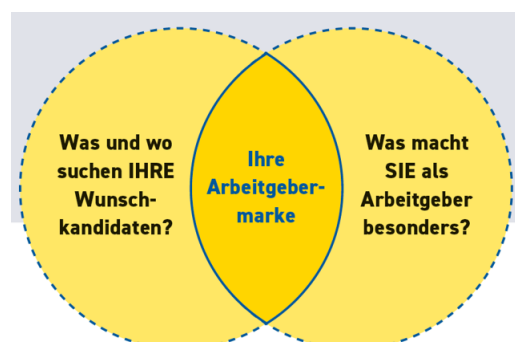 Was und wo
suchen IHRE
Wunsch-
kandidaten?
Ihre
Arbeitgeber-
marke
Was macht
SIE als
Arbeitgeber
besonders?